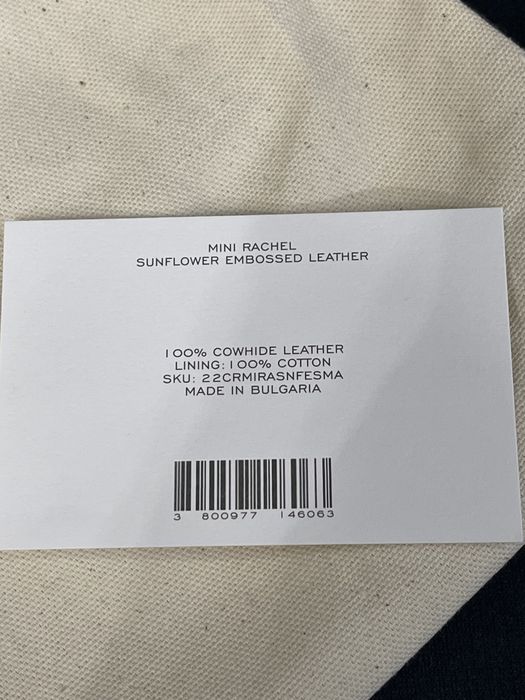 MINI RACHEL
SUNFLOWER EMBOSSED LEATHER
100% COWHIDE LEATHER
LINING: 100% COTTON
SKU: 22CRMIRASNFESMA
MADE IN BULGARIA
3 800977 146063